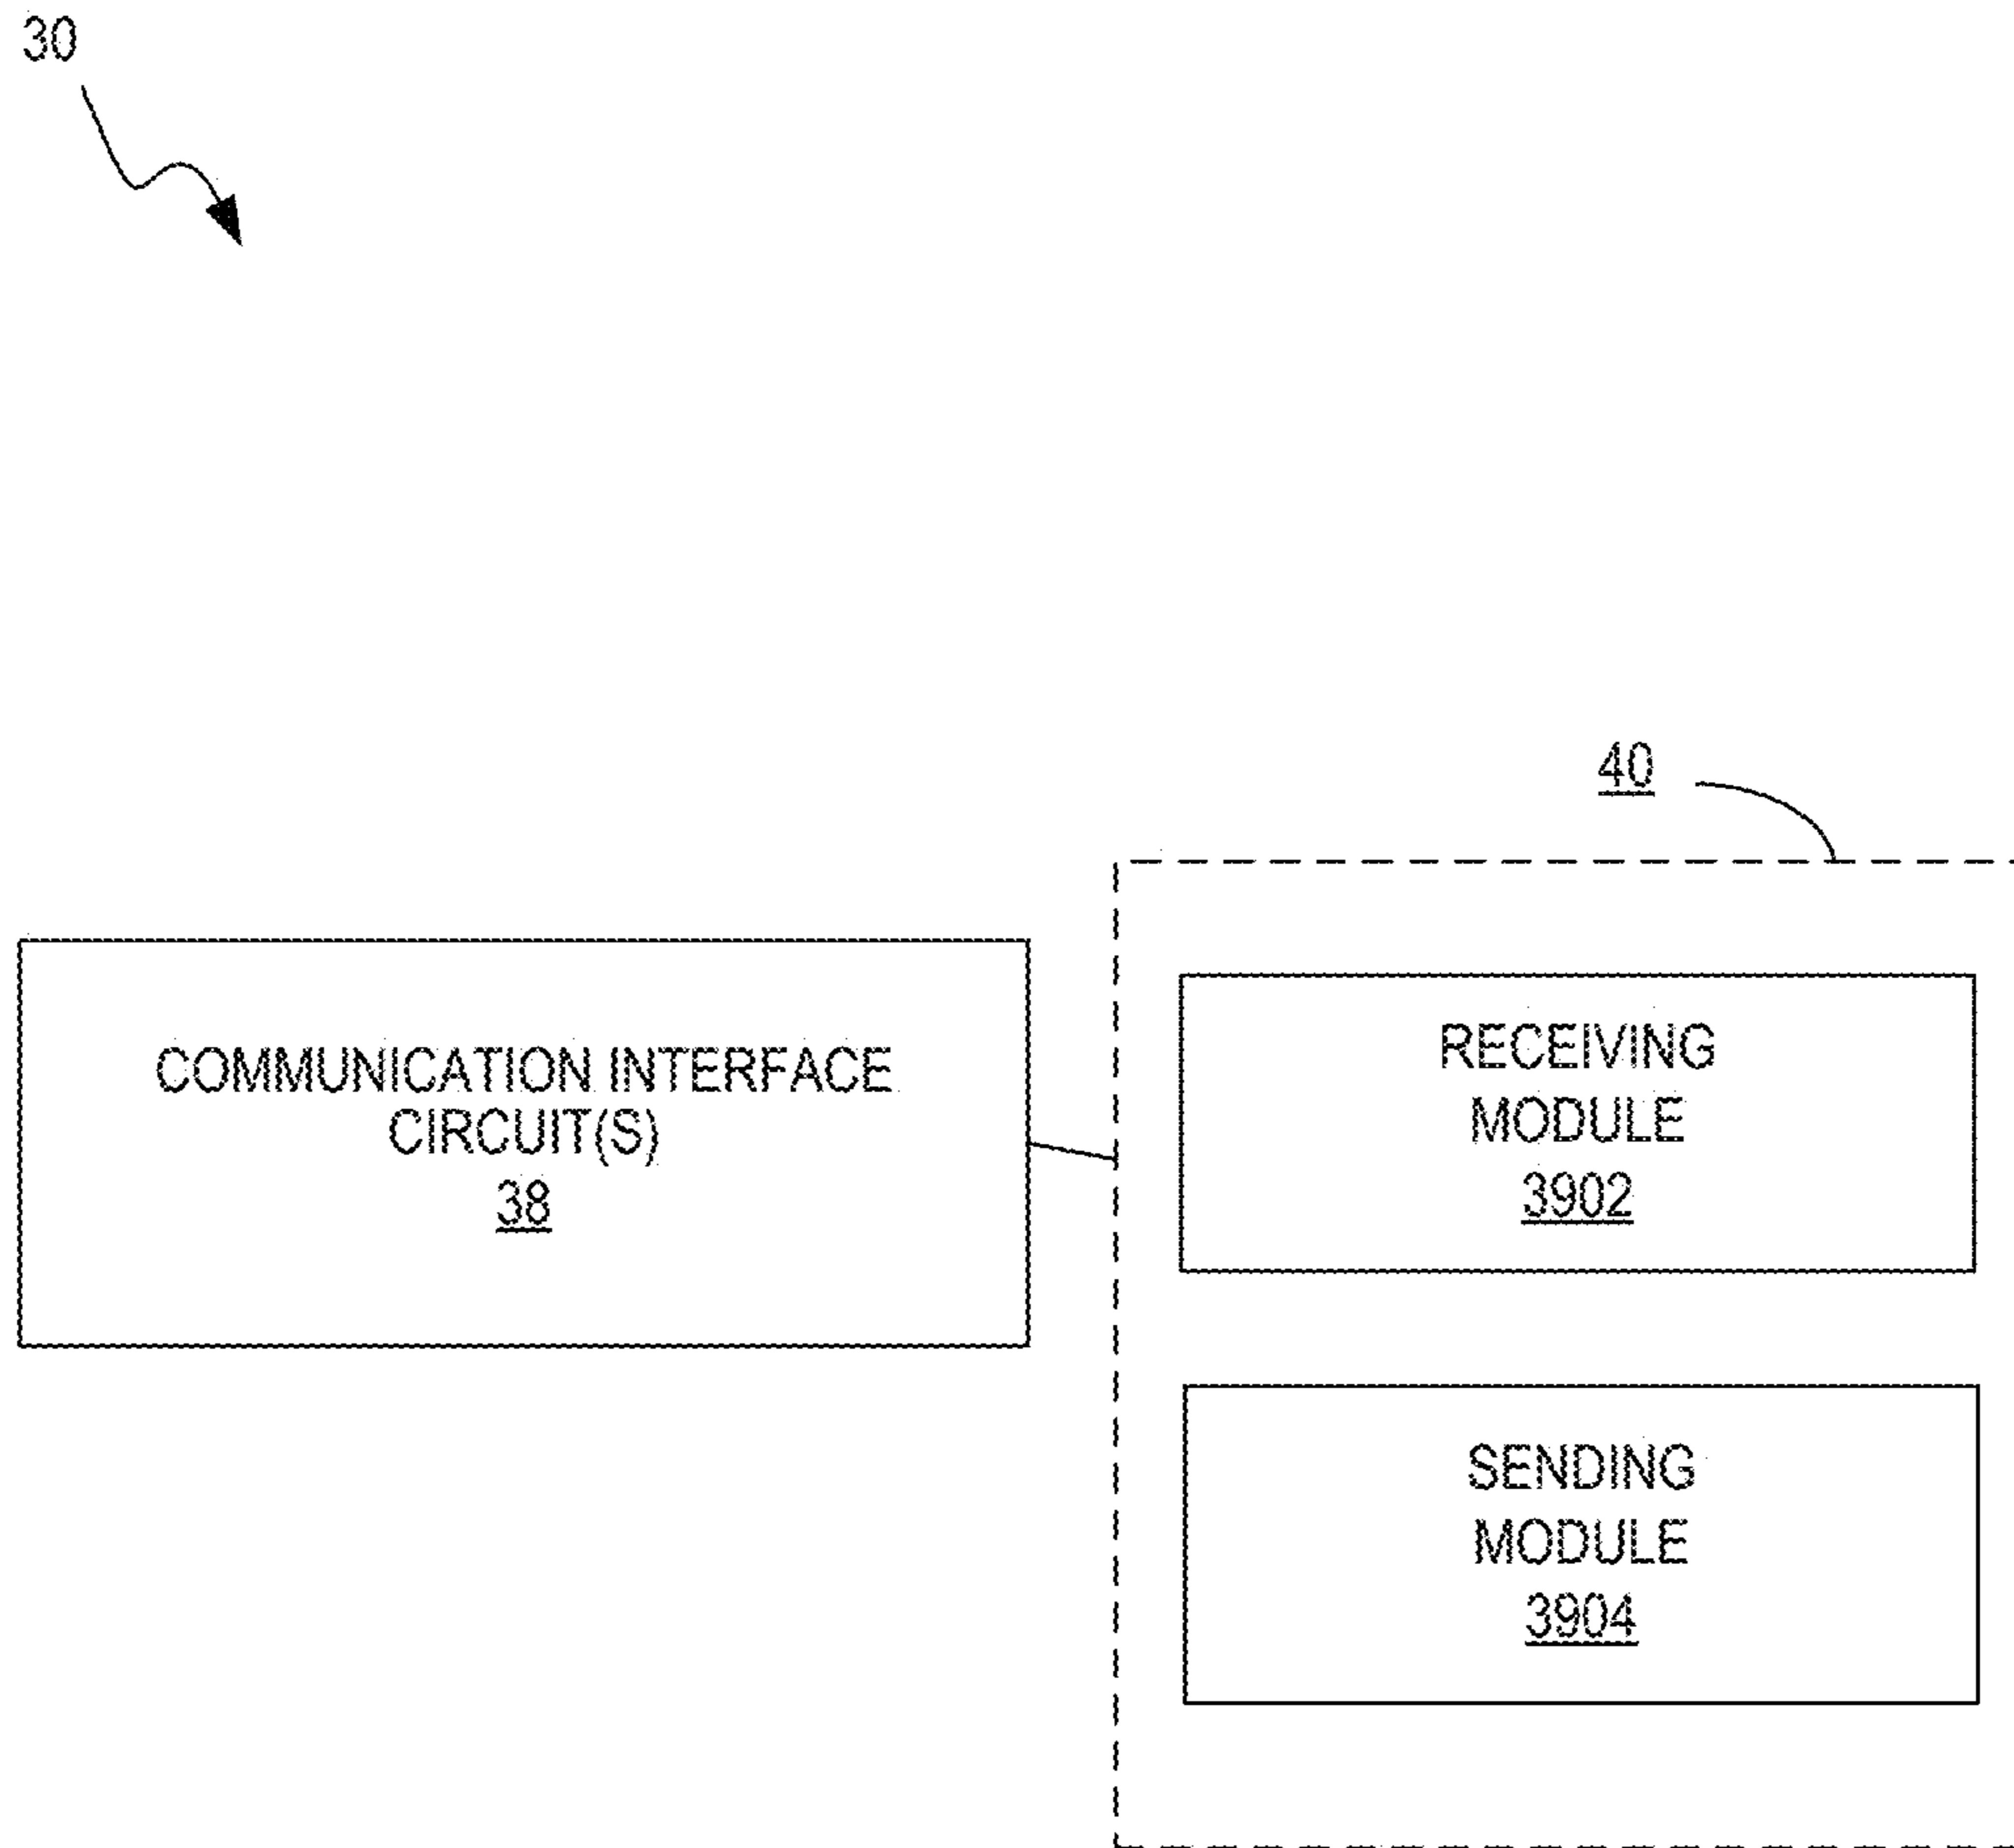 30
40
COMMUNICATION INTERFACE
CIRCUIT(S)
38
RECEIVING
MODULE
3902
SENDING
MODULE
3904